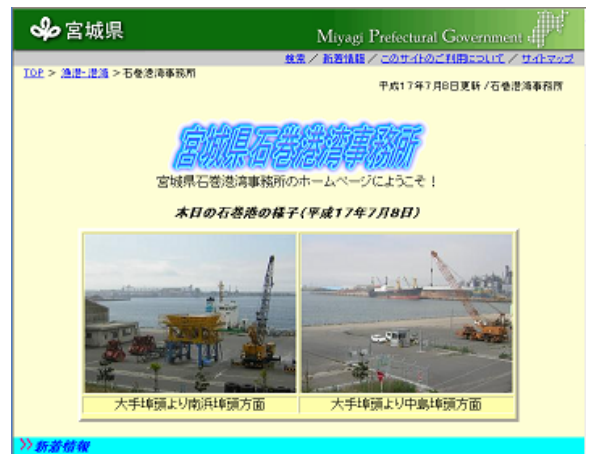 宮城県
Miyagi Prefectural Government
検索 ／ 新着情報 ／ このサイトのご利用について ／ サイトマップ
TOP > 漁港・港湾 >石巻港湾事務所
平成17年7月8日更新 /石巻港湾事務所
宮城県石巻港湾事務所
宮城県石巻港湾事務所のホームページにようこそ！
本日の石巻港の様子(平成17年7月8日)
大手埠頭より南浜埠頭方面
大手埠頭より中島埠頭方面
新着情報